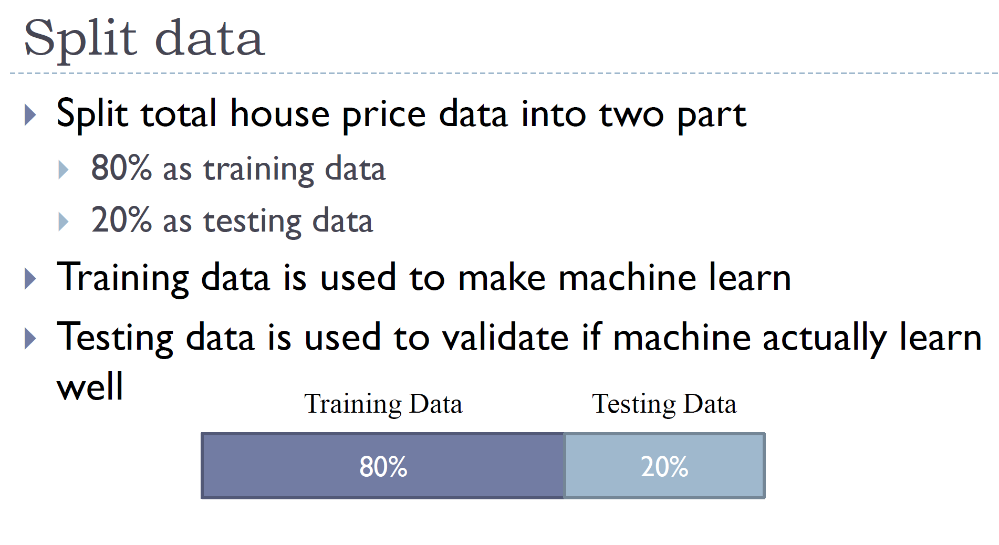 Split data
Split total house price data into two part
80% as training data
20% as testing data
Training data is used to make machine learn
Testing data is used to validate if machine actually learn
well
Training Data
Testing Data
80%
20%